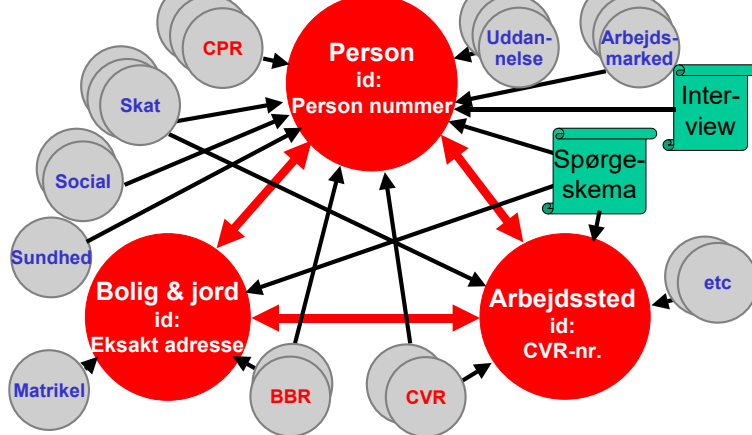 CPR
Person
id:
Person nummer
Uddan-
nelse
Arbejds-
marked
Inter-
view
Skat
Spørge-
skema
Social
Sundhed
Bolig & jord
id:
Eksakt adresse
Arbejdssted
id:
CVR-nr.
etc
Matrikel
BBR
CVR